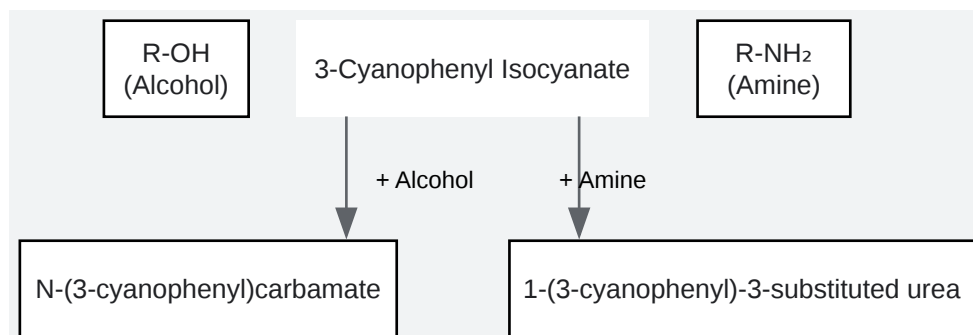 R-OH
(Alcohol)
3-Cyanophenyl Isocyanate
R-NH₂
(Amine)
+ Alcohol
+ Amine
N-(3-cyanophenyl)carbamate
1-(3-cyanophenyl)-3-substituted urea